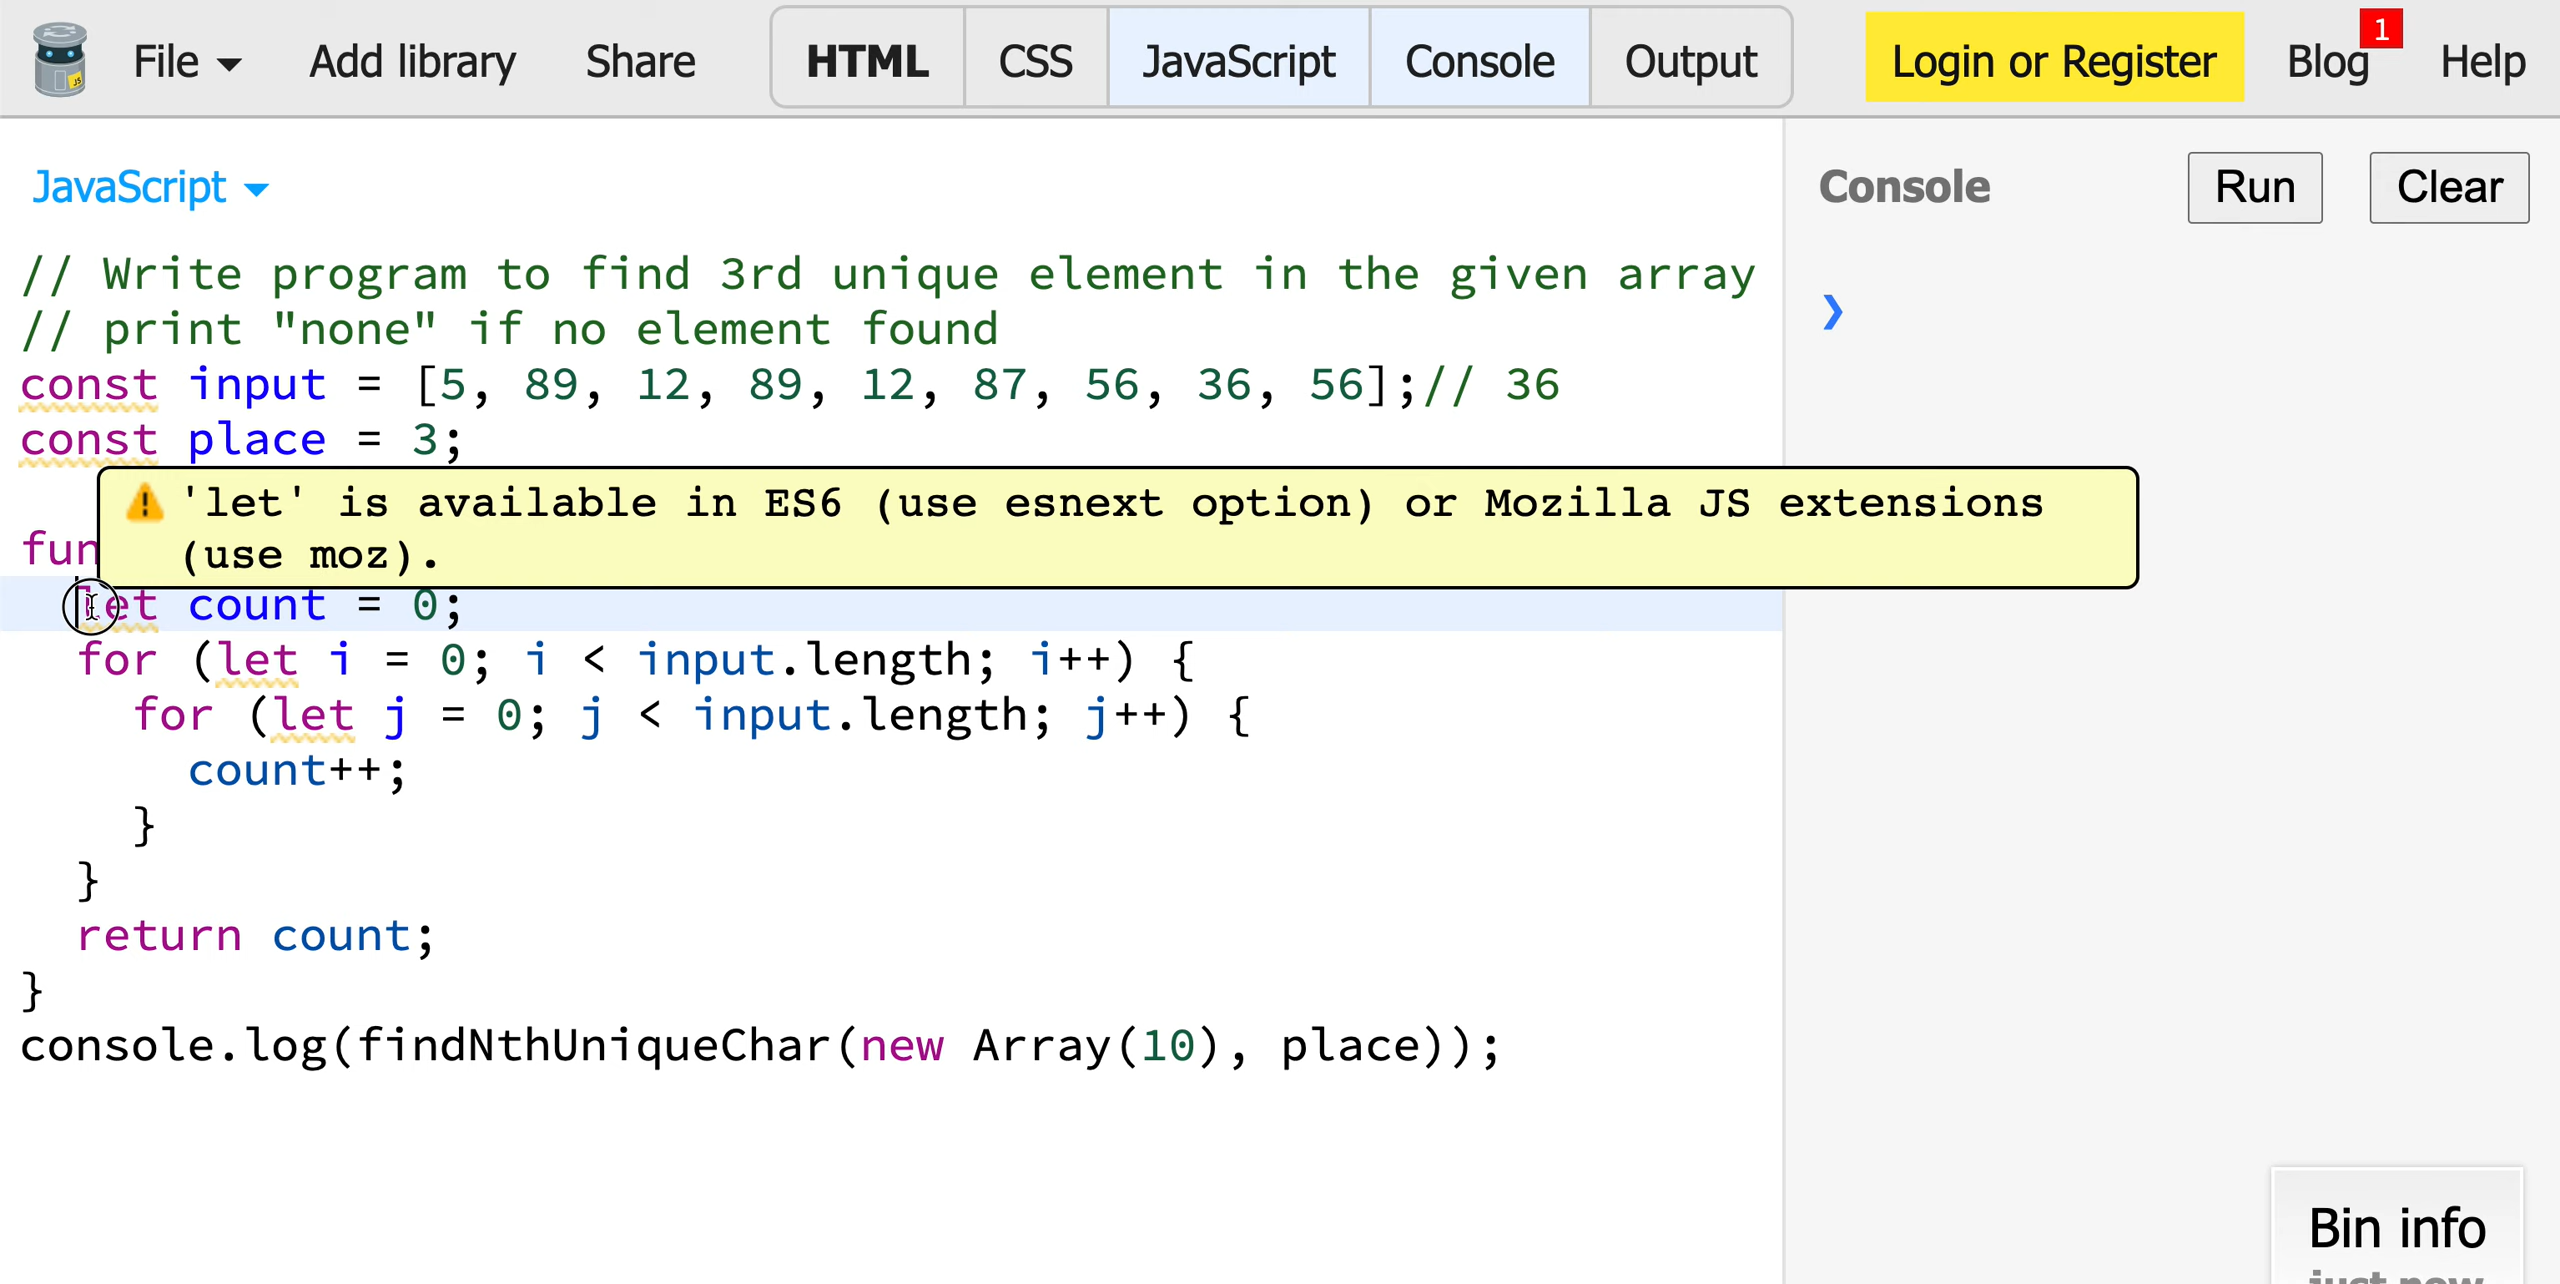 File Add library Share HTML CSS JavaScript Console Output Login or Register Blog 1 Help
JavaScript
Console Run Clear
// Write program to find 3rd unique element in the given array
// print "none" if no element found
const input = [5, 89, 12, 89, 12, 87, 56, 36, 56];// 36
const place = 3;
'let' is available in ES6 (use esnext option) or Mozilla JS extensions
(use moz).
fun
let count = 0;
for (let i = 0; i < input.length; i++) {
for (let j = 0; j < input.length; j++) {
count++;
}
}
return count;
}
console.log(findNthUniqueChar(new Array(10), place));
Bin info
just now